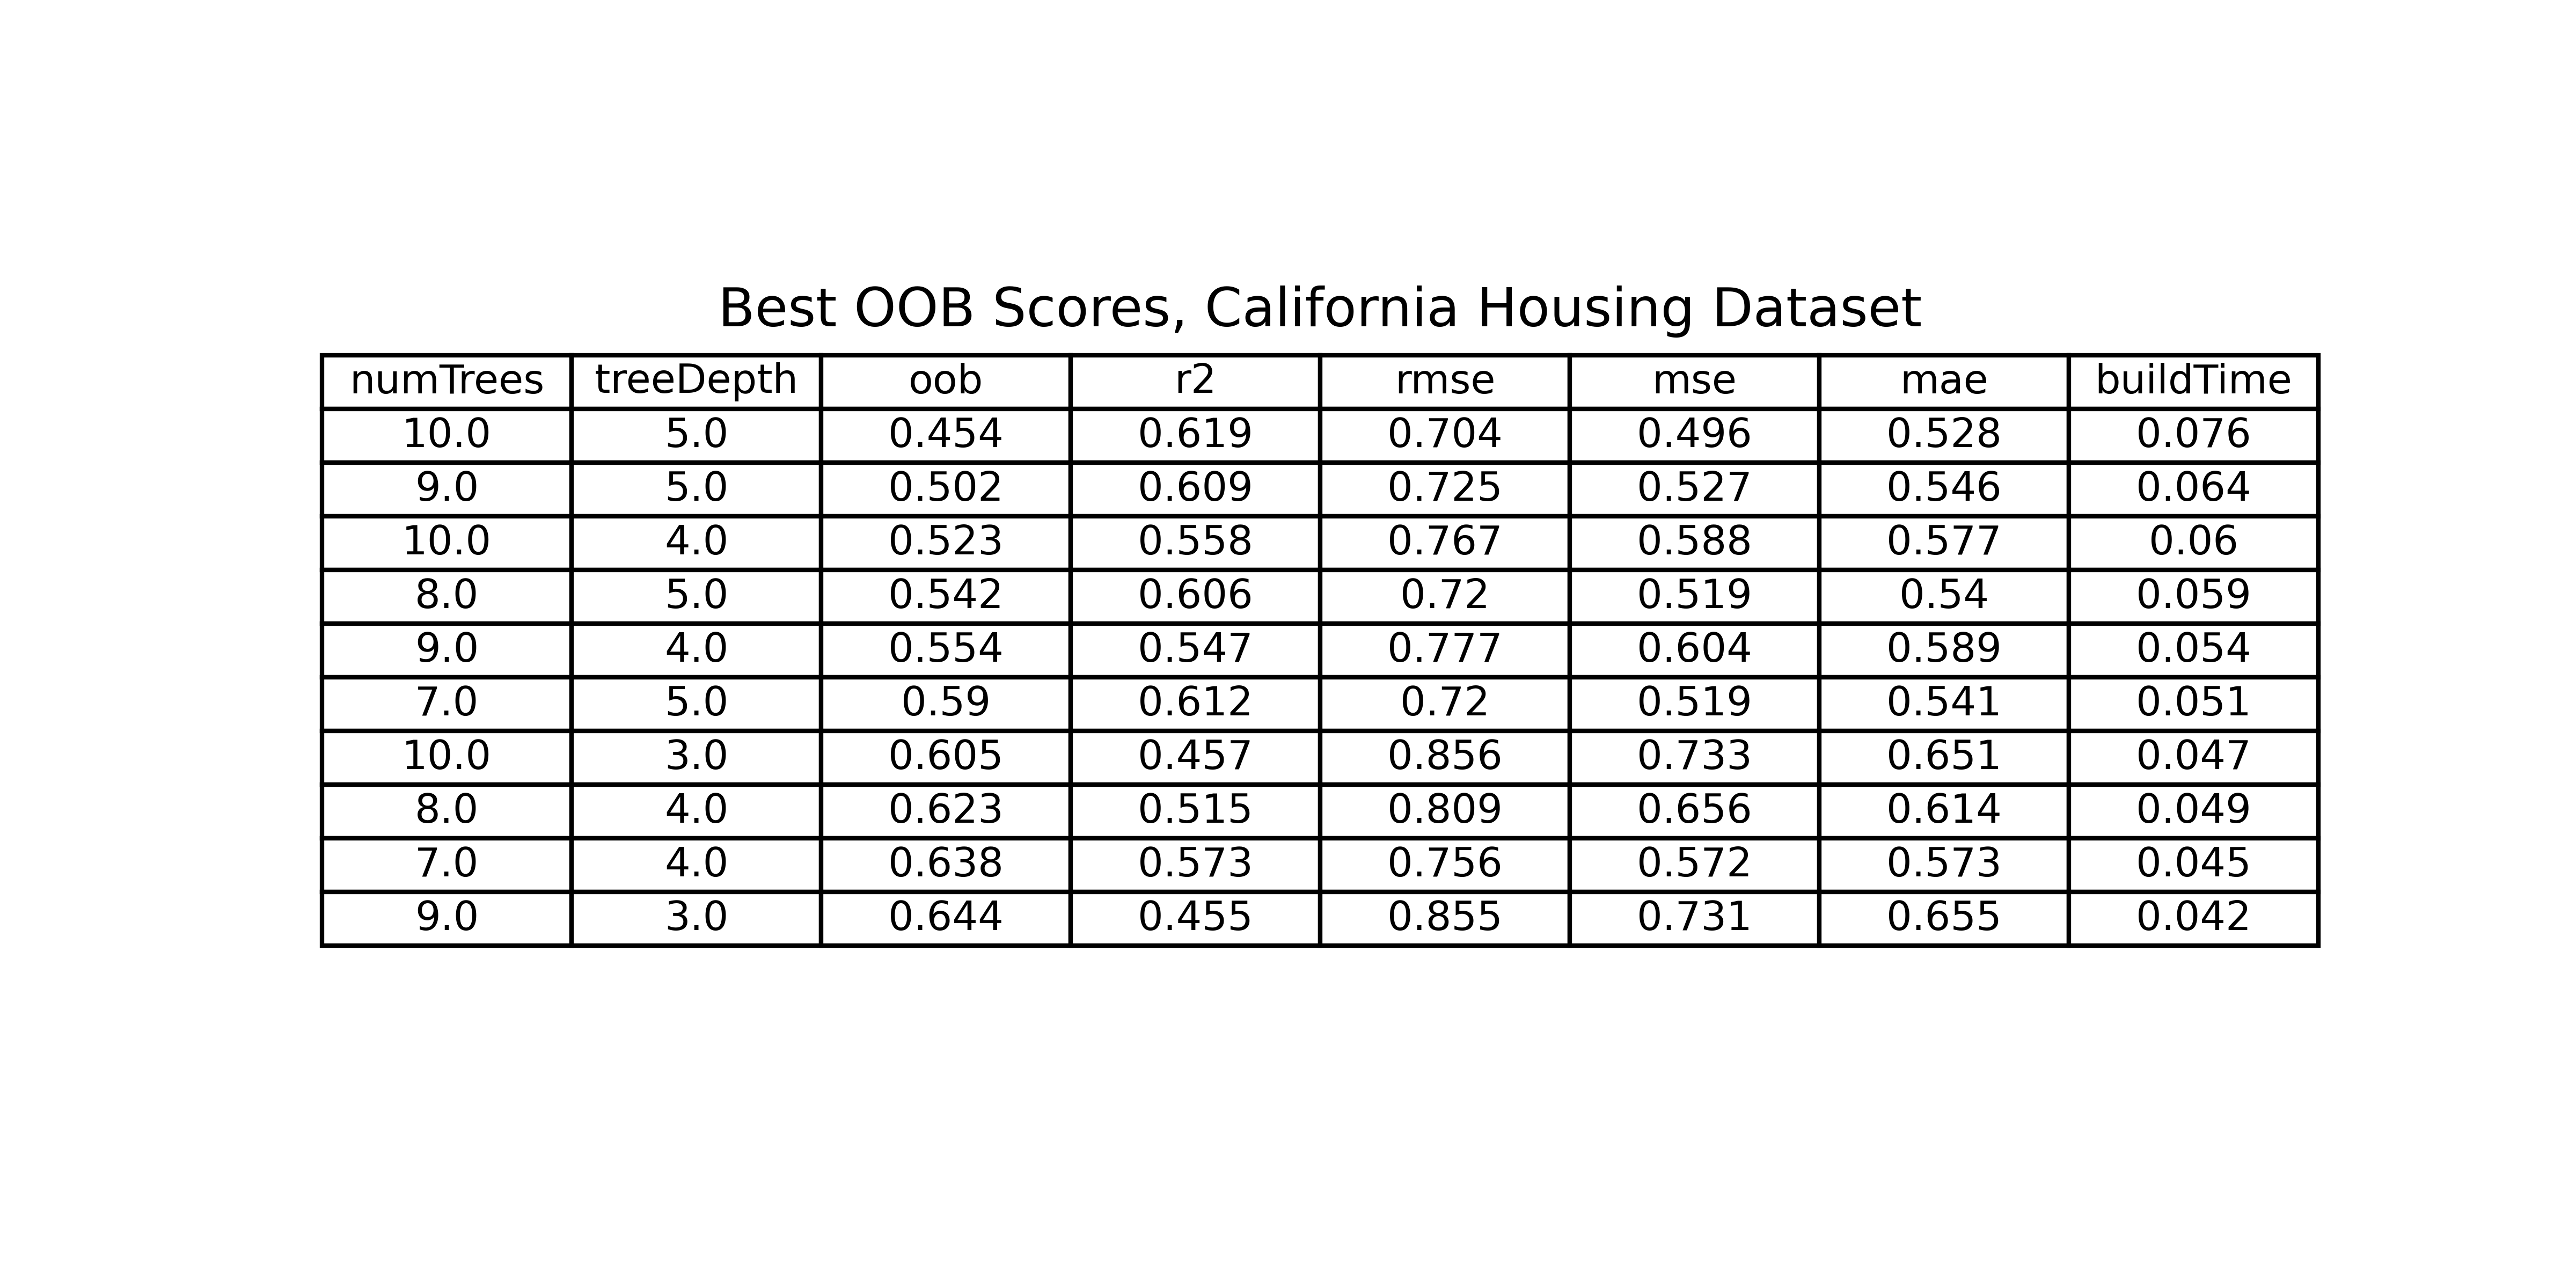 Best OOB Scores, California Housing Dataset
numTrees treeDepth oob r2 rmse mse mae buildTime
10.0 5.0 0.454 0.619 0.704 0.496 0.528 0.076
9.0 5.0 0.502 0.609 0.725 0.527 0.546 0.064
10.0 4.0 0.523 0.558 0.767 0.588 0.577 0.06
8.0 5.0 0.542 0.606 0.72 0.519 0.54 0.059
9.0 4.0 0.554 0.547 0.777 0.604 0.589 0.054
7.0 5.0 0.59 0.612 0.72 0.519 0.541 0.051
10.0 3.0 0.605 0.457 0.856 0.733 0.651 0.047
8.0 4.0 0.623 0.515 0.809 0.656 0.614 0.049
7.0 4.0 0.638 0.573 0.756 0.572 0.573 0.045
9.0 3.0 0.644 0.455 0.855 0.731 0.655 0.042